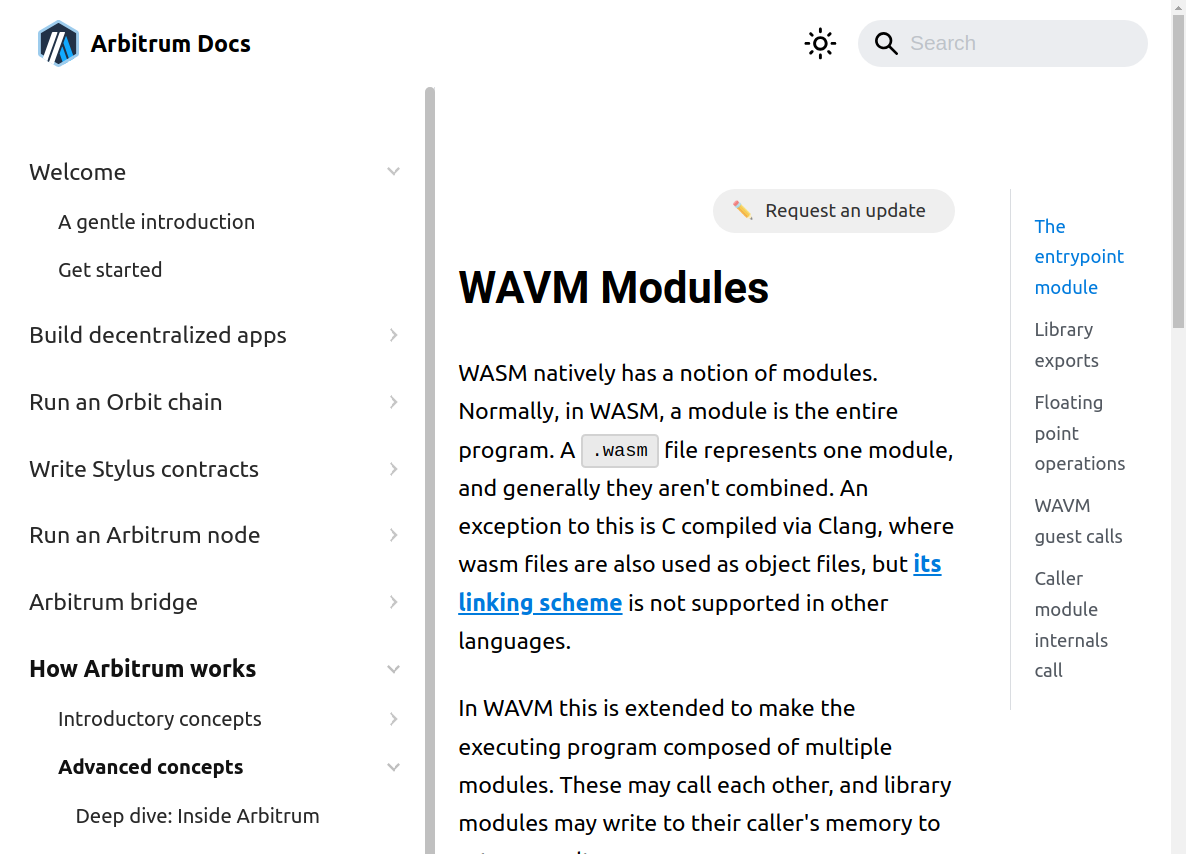 Arbitrum Docs
Search
Welcome
A gentle introduction
Get started
Build decentralized apps
Run an Orbit chain
Write Stylus contracts
Run an Arbitrum node
Arbitrum bridge
How Arbitrum works
Introductory concepts
Advanced concepts
Deep dive: Inside Arbitrum
Request an update
WAVM Modules
WASM natively has a notion of modules.
Normally, in WASM, a module is the entire
program. A .wasm file represents one module,
and generally they aren't combined. An
exception to this is C compiled via Clang, where
wasm files are also used as object files, but its
linking scheme is not supported in other
languages.
In WAVM this is extended to make the
executing program composed of multiple
modules. These may call each other, and library
modules may write to their caller's memory to
The
entrypoint
module
Library
exports
Floating
point
operations
WAVM
guest calls
Caller
module
internals
call